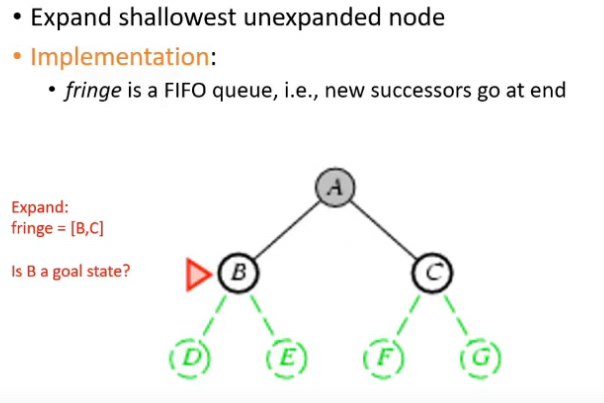 • Expand shallowest unexpanded node
• Implementation:
• fringe is a FIFO queue, i.e., new successors go at end
A
Expand:
fringe = [B,C]
Is B a goal state?
B
C
D
E
F
G